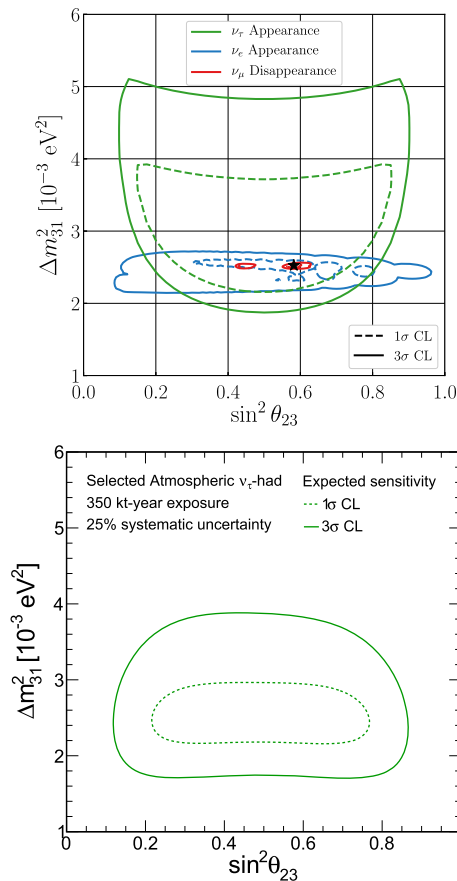 ντ Appearance
νe Appearance
νμ Disappearance
6
5
4
3
2
1
Δm²₃₁ [10⁻³ eV²]
1σ CL
3σ CL
0.0 0.2 0.4 0.6 0.8 1.0
sin² θ₂₃
6
5
4
3
2
1
Δm²₃₁ [10⁻³ eV²]
Selected Atmospheric ντ-had
350 kt-year exposure
25% systematic uncertainty
Expected sensitivity
1σ CL
3σ CL
0 0.2 0.4 0.6 0.8
sin²θ₂₃